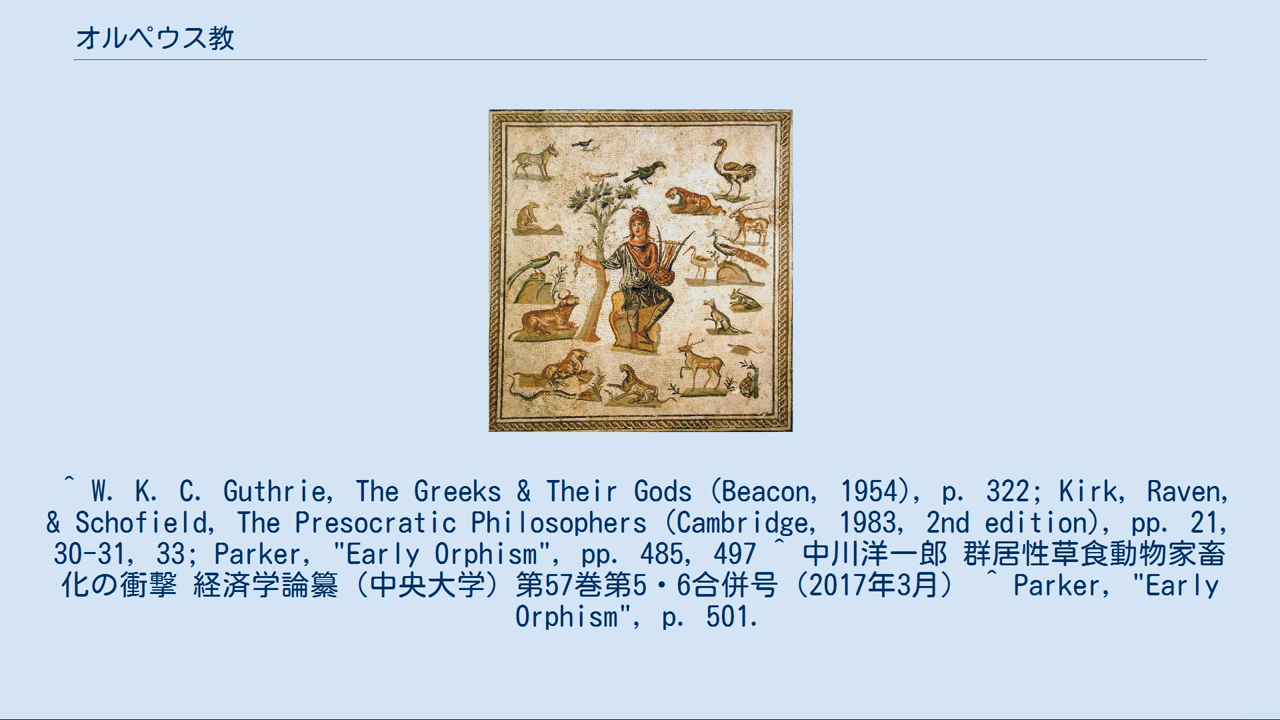 オルペウス教
^ W. K. C. Guthrie, The Greeks & Their Gods (Beacon, 1954), p. 322; Kirk, Raven,
& Schofield, The Presocratic Philosophers (Cambridge, 1983, 2nd edition), pp. 21,
30-31, 33; Parker, "Early Orphism", pp. 485, 497 ^ 中川洋一郎 群居性草食動物家畜
化の衝撃 経済学論纂（中央大学）第57巻第5・6合併号（2017年3月） ^ Parker, "Early
Orphism", p. 501.